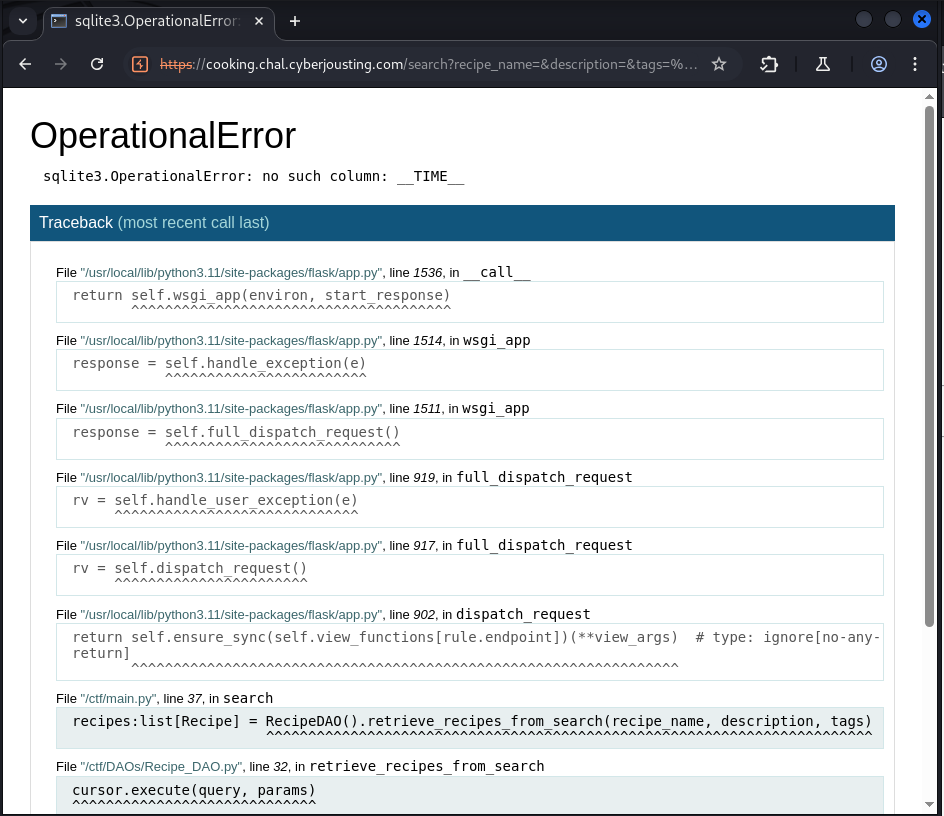 sqlite3.OperationalError:
https://cooking.chal.cyberjousting.com/search?recipe_name=&description=&tags=%...
OperationalError
sqlite3.OperationalError: no such column: __TIME__
Traceback (most recent call last)
File "/usr/local/lib/python3.11/site-packages/flask/app.py", line 1536, in __call__
return self.wsgi_app(environ, start_response)
^^^^^^^^^^^^^^^^^^^^^^^^^^^^^^^^^^^^^^
File "/usr/local/lib/python3.11/site-packages/flask/app.py", line 1514, in wsgi_app
response = self.handle_exception(e)
^^^^^^^^^^^^^^^^^^^^^^^^
File "/usr/local/lib/python3.11/site-packages/flask/app.py", line 1511, in wsgi_app
response = self.full_dispatch_request()
^^^^^^^^^^^^^^^^^^^^^^^^^^^^
File "/usr/local/lib/python3.11/site-packages/flask/app.py", line 919, in full_dispatch_request
rv = self.handle_user_exception(e)
^^^^^^^^^^^^^^^^^^^^^^^^^^^^^
File "/usr/local/lib/python3.11/site-packages/flask/app.py", line 917, in full_dispatch_request
rv = self.dispatch_request()
^^^^^^^^^^^^^^^^^^^^^^^
File "/usr/local/lib/python3.11/site-packages/flask/app.py", line 902, in dispatch_request
return self.ensure_sync(self.view_functions[rule.endpoint])(**view_args)  # type: ignore[no-any-
return]
^^^^^^^^^^^^^^^^^^^^^^^^^^^^^^^^^^^^^^^^^^^^^^^^^^^^^^^^^^^^^^^^^
File "/ctf/main.py", line 37, in search
recipes:list[Recipe] = RecipeDAO().retrieve_recipes_from_search(recipe_name, description, tags)
^^^^^^^^^^^^^^^^^^^^^^^^^^^^^^^^^^^^^^^^^^^^^^^^^^^^^^^^^^^^^^^^^^^^^^^^
File "/ctf/DAOs/Recipe_DAO.py", line 32, in retrieve_recipes_from_search
cursor.execute(query, params)
^^^^^^^^^^^^^^^^^^^^^^^^^^^^^